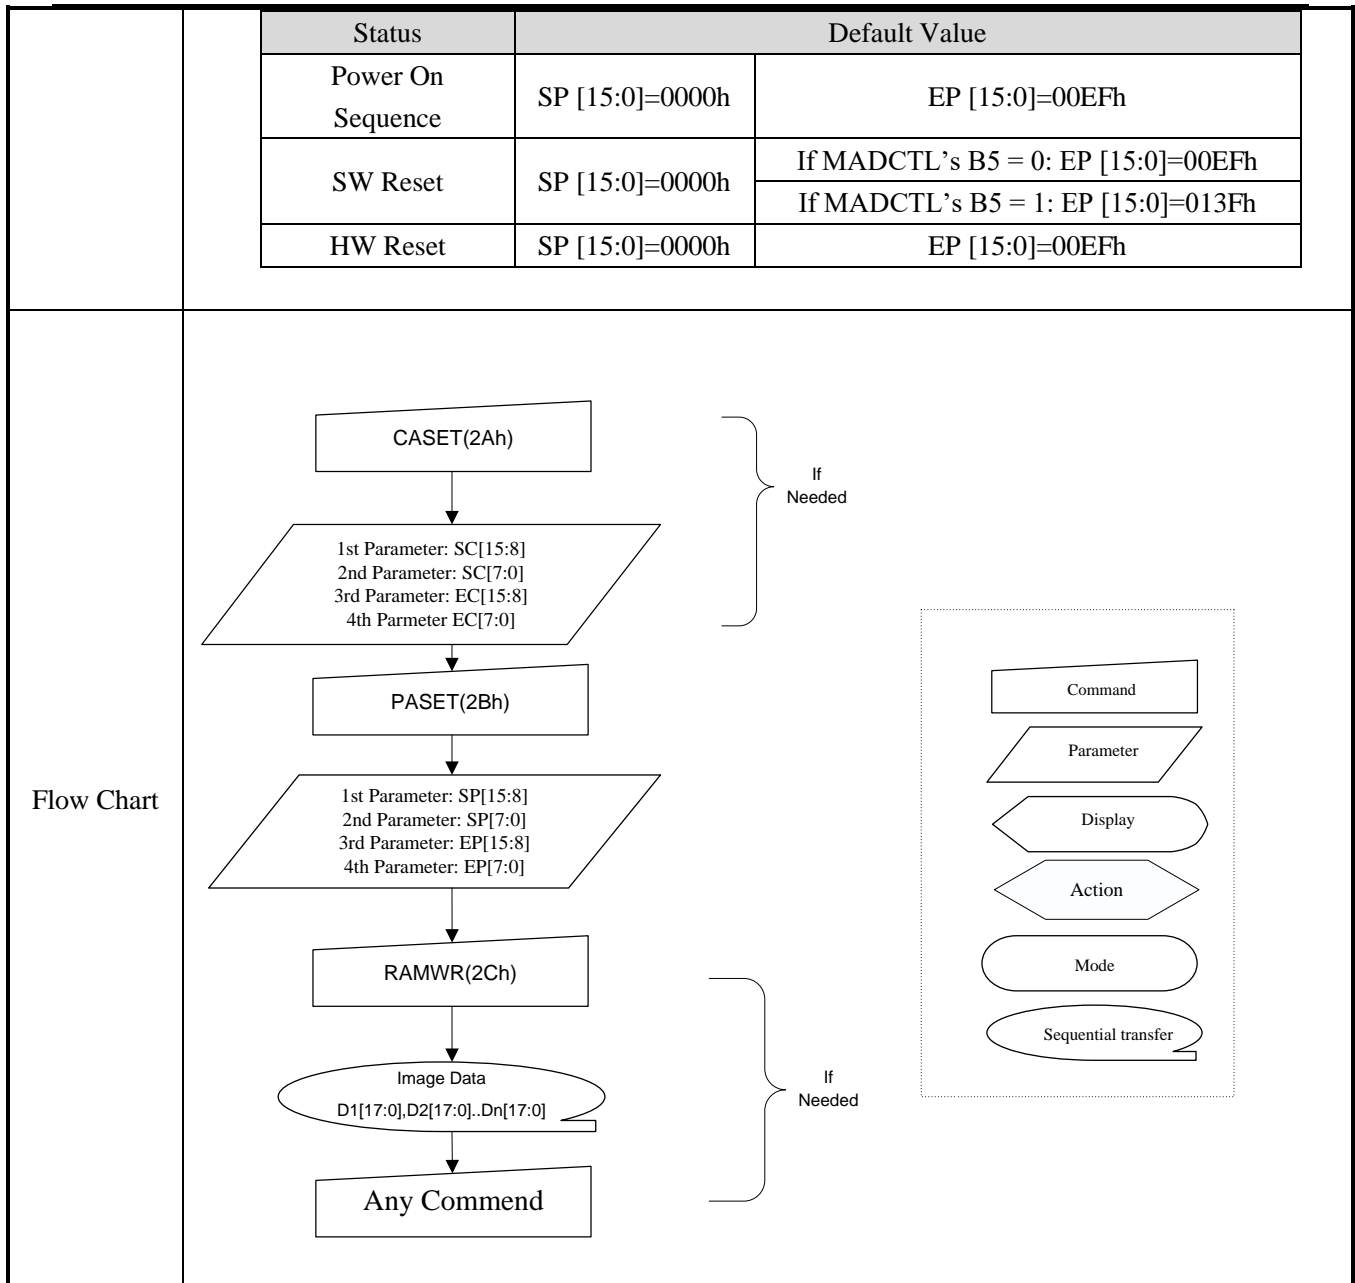 Status
Default Value
Power On
Sequence
SP [15:0]=0000h
EP [15:0]=00EFh
SW Reset
SP [15:0]=0000h
If MADCTL’s B5 = 0: EP [15:0]=00EFh
If MADCTL’s B5 = 1: EP [15:0]=013Fh
HW Reset
SP [15:0]=0000h
EP [15:0]=00EFh
Flow Chart
CASET(2Ah)
If
Needed
1st Parameter: SC[15:8]
2nd Parameter: SC[7:0]
3rd Parameter: EC[15:8]
4th Parmeter EC[7:0]
PASET(2Bh)
1st Parameter: SP[15:8]
2nd Parameter: SP[7:0]
3rd Parameter: EP[15:8]
4th Parameter: EP[7:0]
RAMWR(2Ch)
Image Data
D1[17:0],D2[17:0]..Dn[17:0]
If
Needed
Any Commend
Command
Parameter
Display
Action
Mode
Sequential transfer